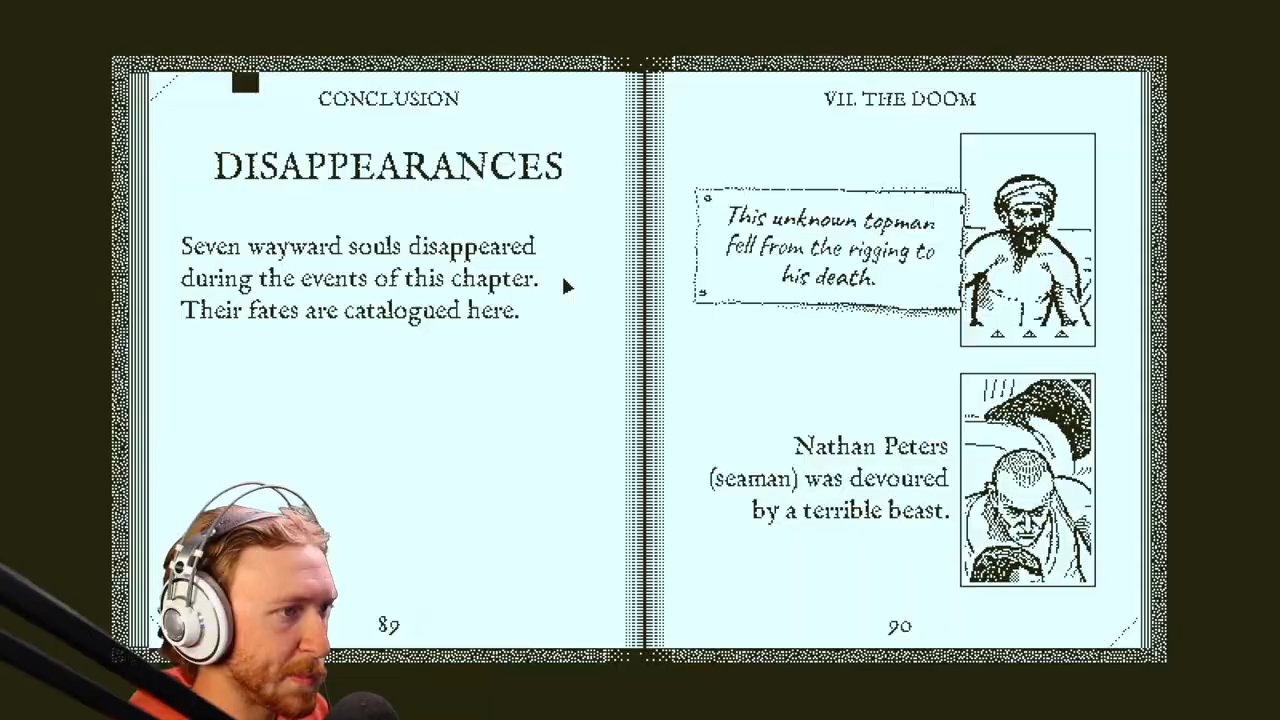 CONCLUSION
DISAPPEARANCES
Seven wayward souls disappeared
during the events of this chapter.
Their fates are catalogued here.
89
VII. THE DOOM
This unknown topman
fell from the rigging to
his death.
Nathan Peters
(seaman) was devoured
by a terrible beast.
90